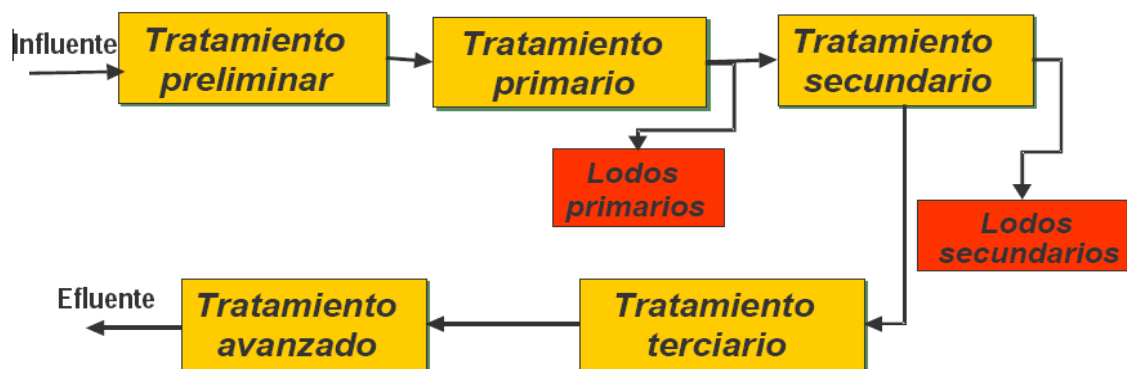 Influente
Tratamiento
preliminar
Tratamiento
primario
Tratamiento
secundario
Lodos
primarios
Lodos
secundarios
Efluente
Tratamiento
avanzado
Tratamiento
terciario